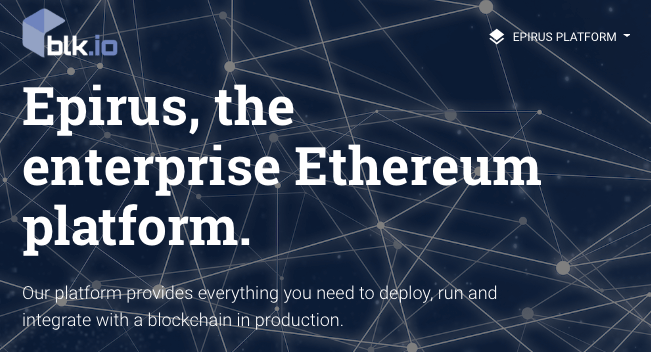 blk.io
EPIRUS PLATFORM
Epirus, the
enterprise Ethereum
platform.
Our platform provides everything you need to deploy, run and
integrate with a blockchain in production.